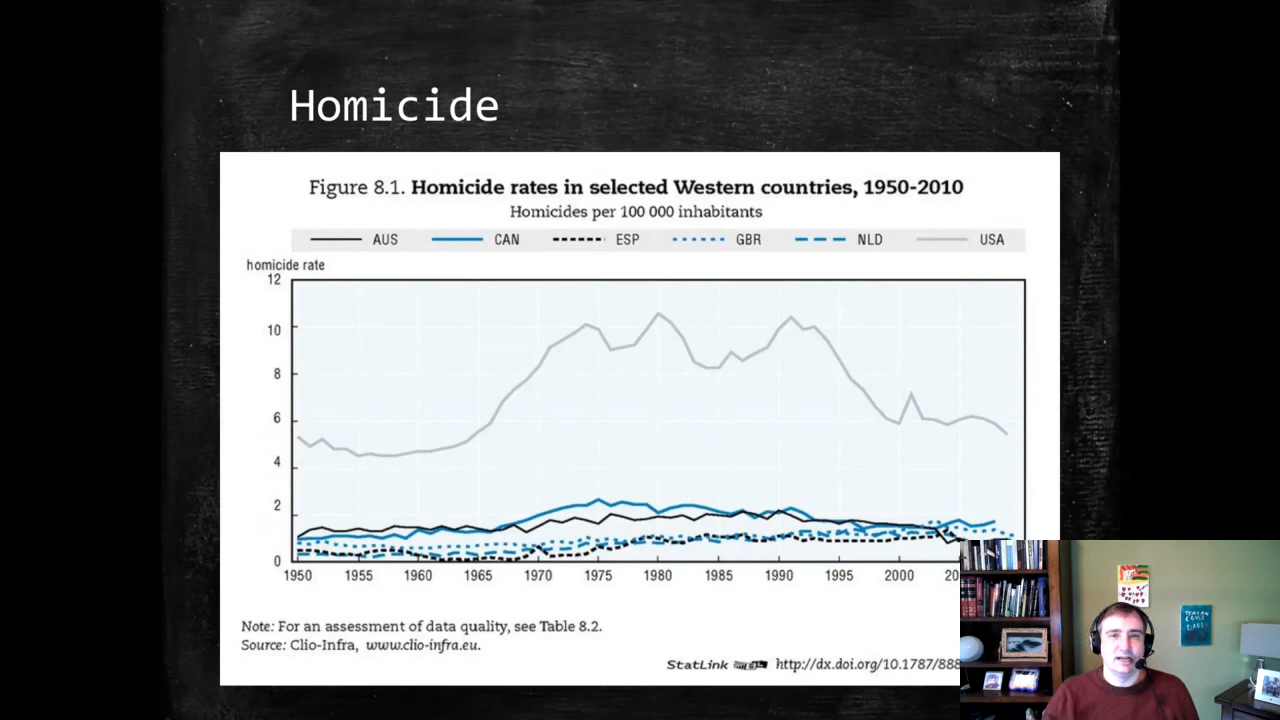 Homicide
Figure 8.1. Homicide rates in selected Western countries, 1950-2010
Homicides per 100 000 inhabitants
AUS CAN ESP GBR NLD USA
homicide rate
12
10
8
6
4
2
0
1950 1955 1960 1965 1970 1975 1980 1985 1990 1995 2000 20
Note: For an assessment of data quality, see Table 8.2.
Source: Clio-Infra, www.clio-infra.eu.
StatLink http://dx.doi.org/10.1787/888